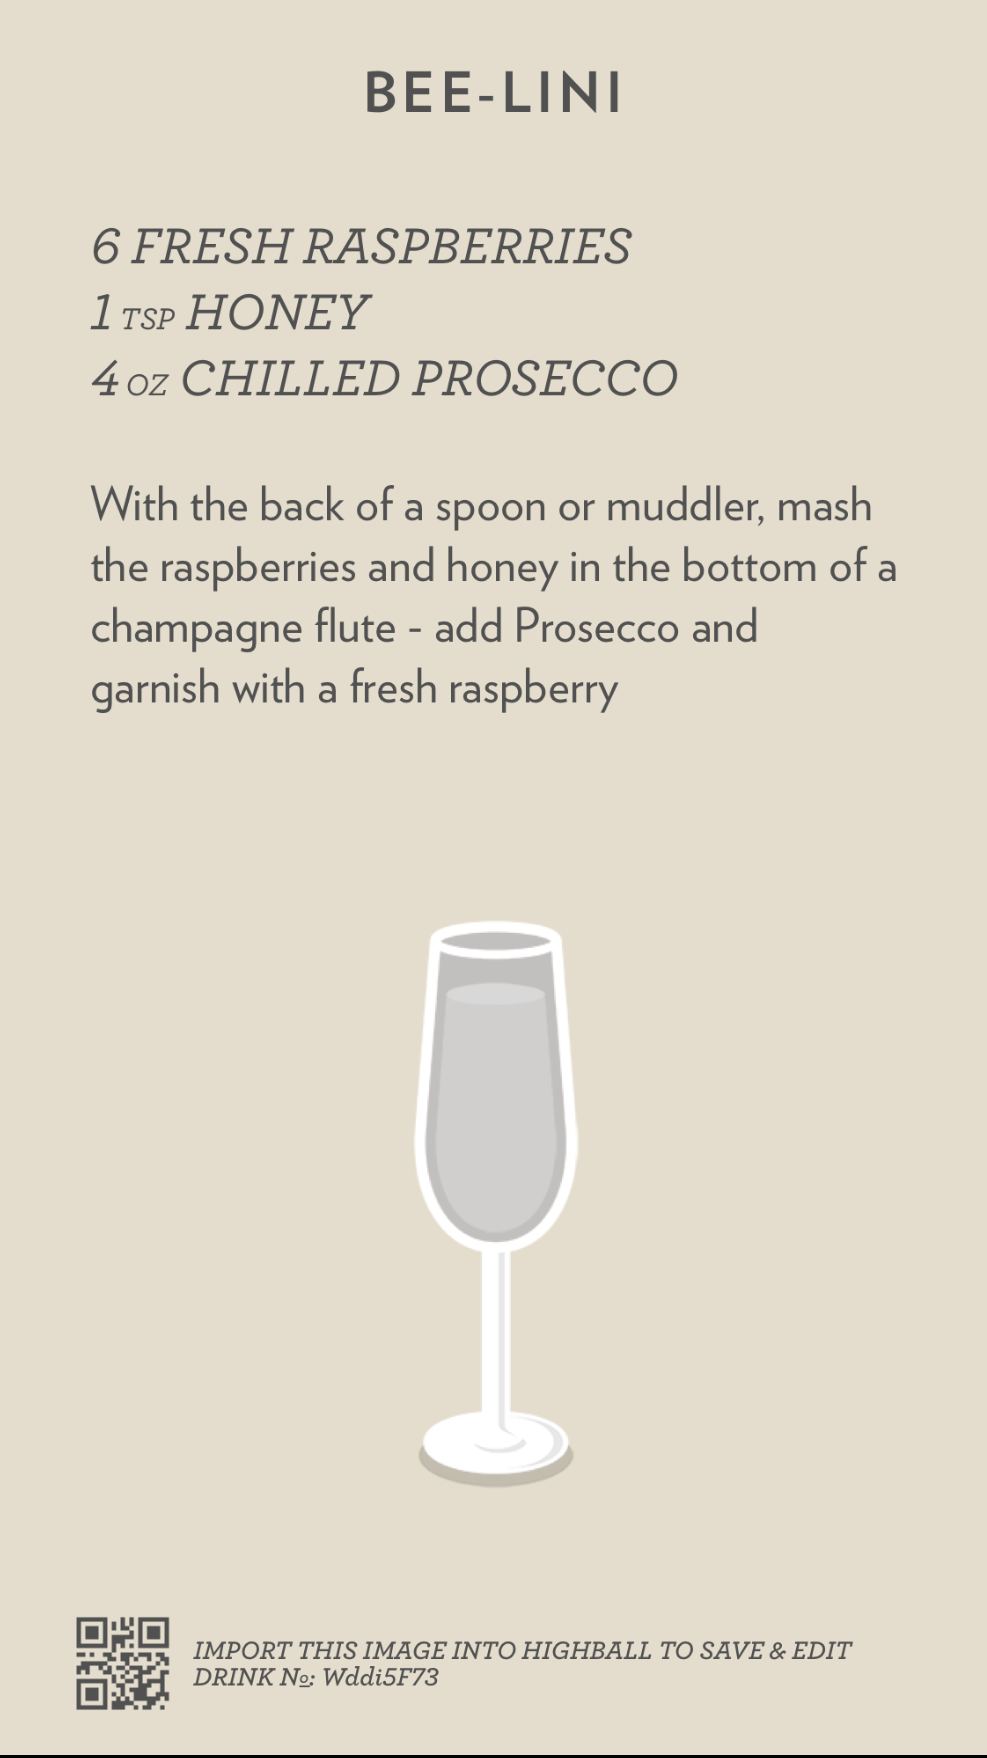 BEE-LINI
6 FRESH RASPBERRIES
1 TSP HONEY
4 OZ CHILLED PROSECCO
With the back of a spoon or muddler, mash
the raspberries and honey in the bottom of a
champagne flute - add Prosecco and
garnish with a fresh raspberry
IMPORT THIS IMAGE INTO HIGHBALL TO SAVE & EDIT
DRINK Nº: Wddi5F73